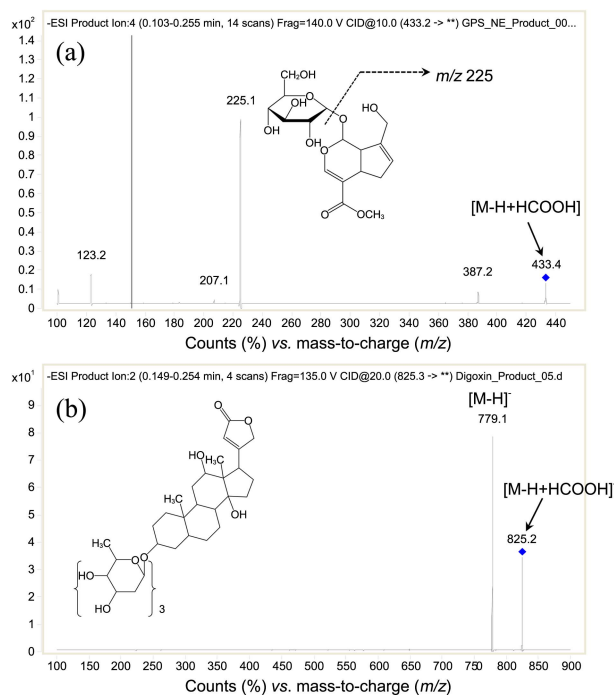 x10² -ESI Product Ion:4 (0.103-0.255 min, 14 scans) Frag=140.0 V CID@10.0 (433.2 -> **) GPS_NE_Product_00...
1.4
1.3
1.2
1.1
1
0.9
0.8
0.7
0.6
0.5
0.4
0.3
0.2
0.1
0
(a)
123.2
207.1
225.1
CH₂OH
O
OH
OH
OH
O
O
HO
O
O
CH₃
m/z 225
[M-H+HCOOH]
433.4
387.2
100 120 140 160 180 200 220 240 260 280 300 320 340 360 380 400 420 440
Counts (%) vs. mass-to-charge (m/z)
x10¹ -ESI Product Ion:2 (0.149-0.254 min, 4 scans) Frag=135.0 V CID@20.0 (825.3 -> **) Digoxin_Product_05.d
9
8
7
6
5
4
3
2
1
0
(b)
O
O
HO
H₃C
H₃C
OH
H₃C
O
O
HO
HO
3
[M-H]⁻
779.1
[M-H+HCOOH]⁻
825.2
100 150 200 250 300 350 400 450 500 550 600 650 700 750 800 850 900
Counts (%) vs. mass-to-charge (m/z)